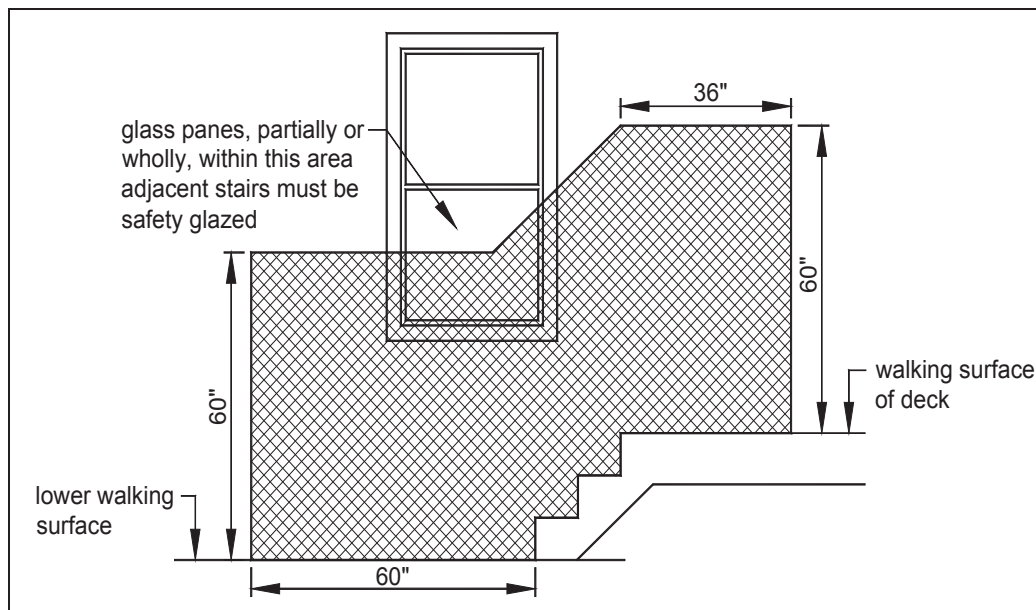 36"
glass panes, partially or
wholly, within this area
adjacent stairs must be
safety glazed
60"
walking surface
of deck
60"
lower walking
surface
60"